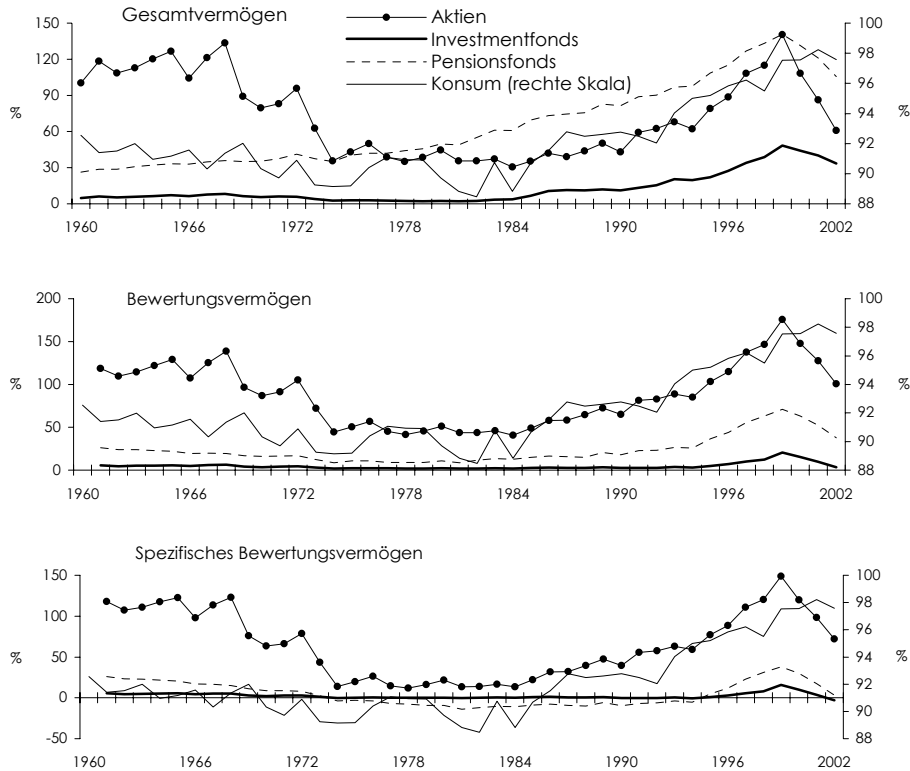 Gesamtvermögen
Aktien
Investmentfonds
Pensionsfonds
Konsum (rechte Skala)
150 100
98
120
96
% 90 94 %
60 92
90
30
0 88
1960 1966 1972 1978 1984 1990 1996 2002
Bewertungsvermögen
200 100
98
150
96
% 100 94 %
92
50
90
0 88
1960 1966 1972 1978 1984 1990 1996 2002
Spezifisches Bewertungsvermögen
150 100
98
100
96
% 50 94 %
92
0
90
-50 88
1960 1966 1972 1978 1984 1990 1996 2002